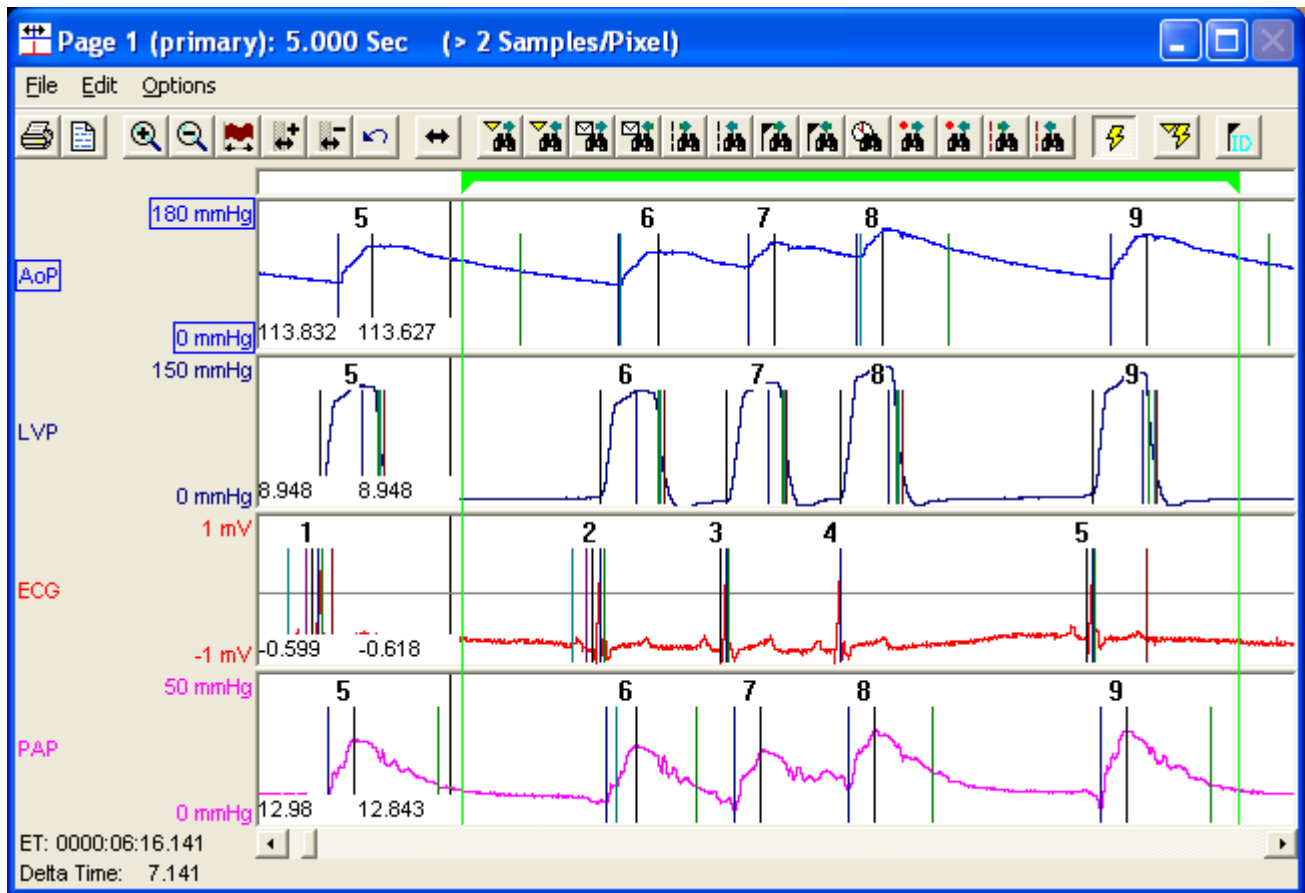 Page 1 (primary): 5.000 Sec (> 2 Samples/Pixel)
File Edit Options
ID
180 mmHg
5 6 7 8 9
AoP
0 mmHg
113.832 113.627
150 mmHg
5 6 7 8 9
LVP
0 mmHg
8.948 8.948
1 mV
1 2 3 4 5
ECG
-1 mV
-0.599 -0.618
50 mmHg
5 6 7 8 9
PAP
0 mmHg
12.98 12.843
ET: 0000:06:16.141
Delta Time: 7.141